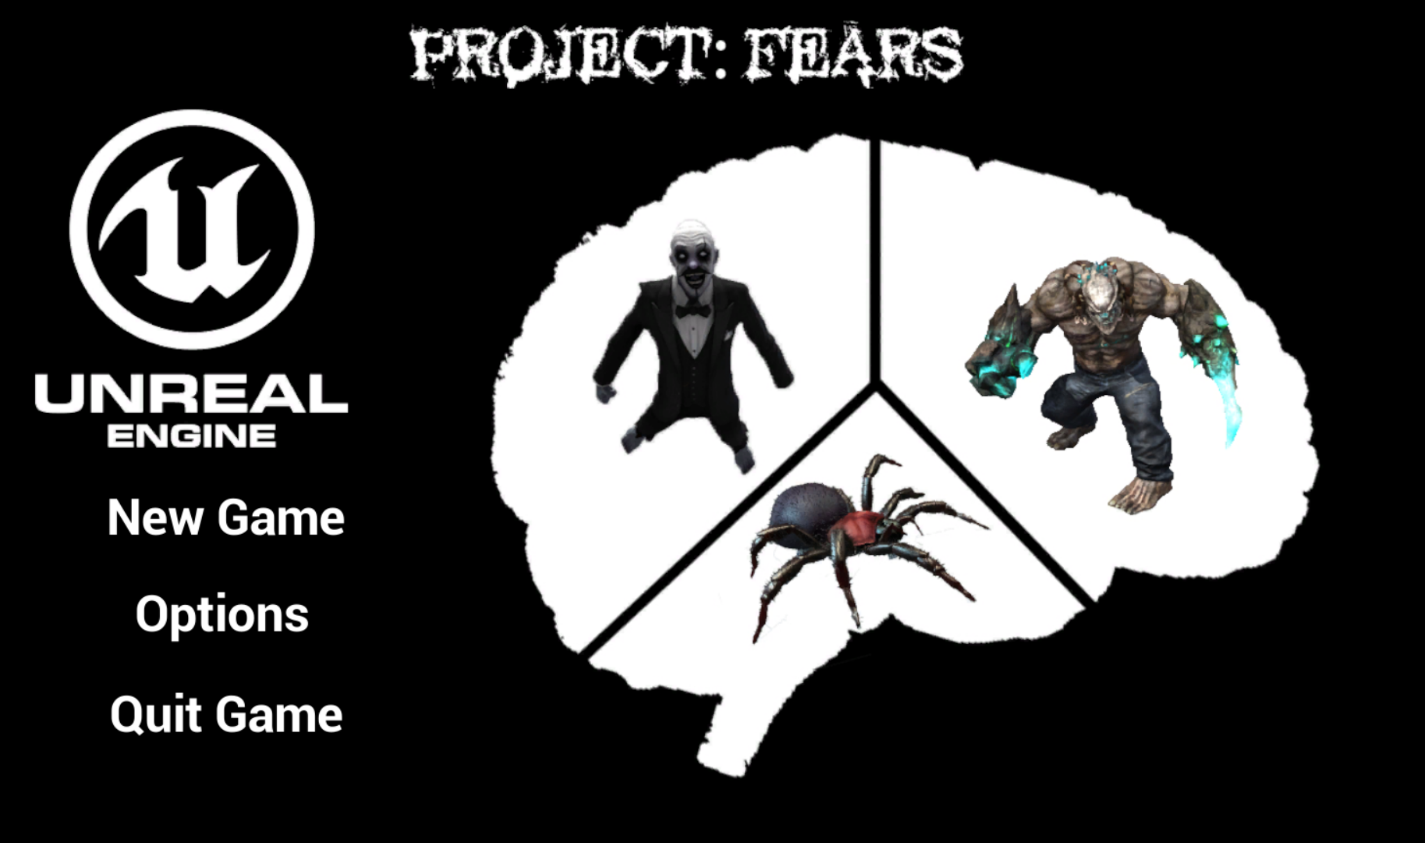 PROJECT: FEARS
UNREAL
ENGINE
New Game
Options
Quit Game